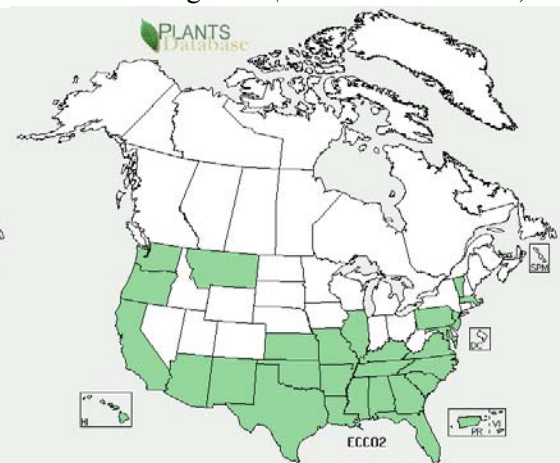 PLANTS
Database
SPM
DC
HI
PR
VI
ECCO2